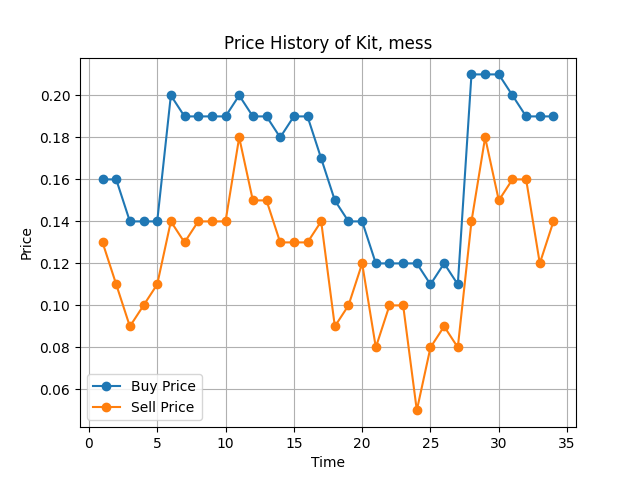 Price History of Kit, mess
0.20
0.18
0.16
0.14
0.12
0.10
0.08
0.06
Price
Buy Price
Sell Price
0 5 10 15 20 25 30 35
Time